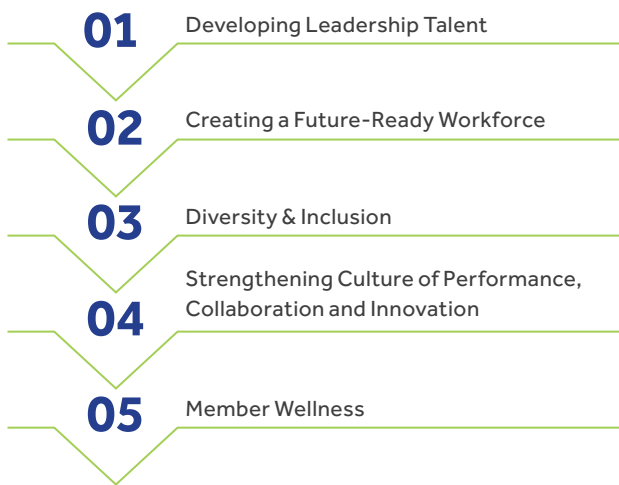 01
Developing Leadership Talent
02
Creating a Future-Ready Workforce
03
Diversity & Inclusion
04
Strengthening Culture of Performance,
Collaboration and Innovation
05
Member Wellness